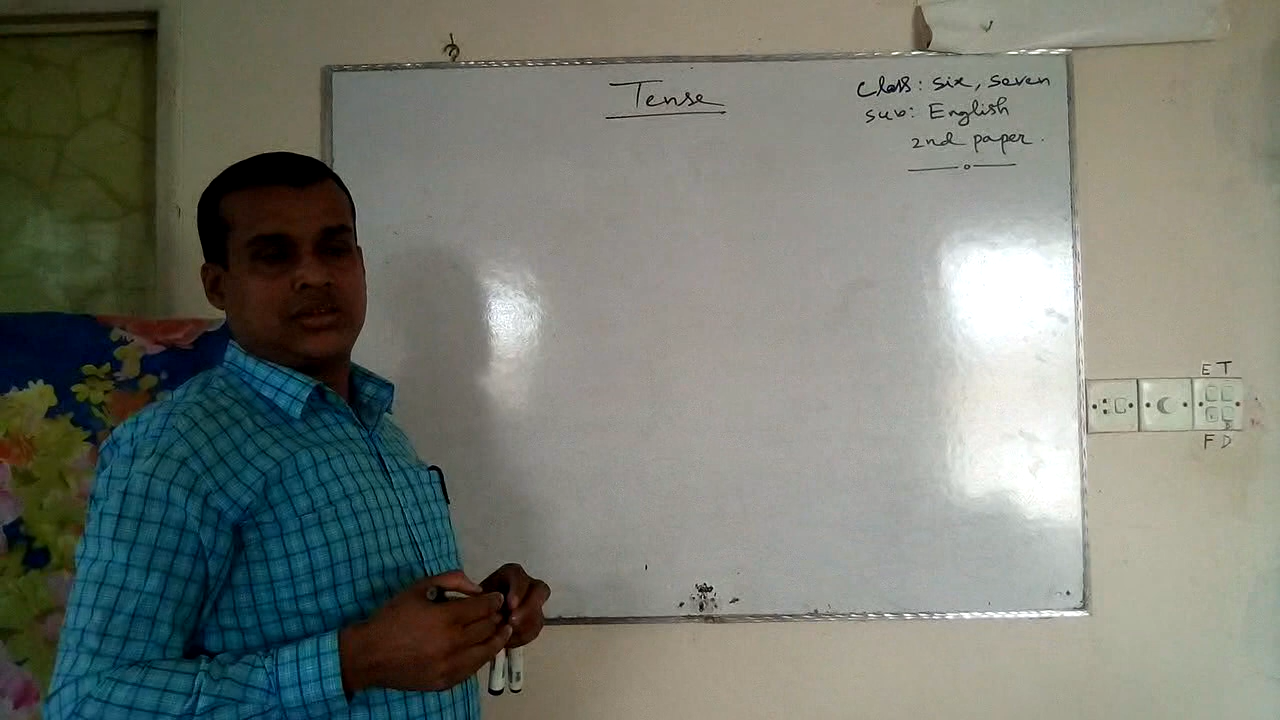 Tense
Class: six, seven
Sub: English
2nd paper.
E T
F D